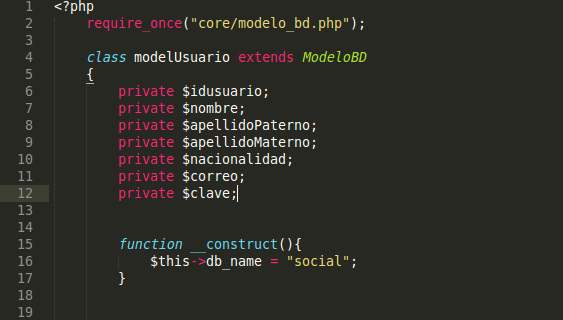 1 <?php
2 require_once("core/modelo_bd.php");
3
4 class modelUsuario extends ModeloBD
5 {
6 private $idusuario;
7 private $nombre;
8 private $apellidoPaterno;
9 private $apellidoMaterno;
10 private $nacionalidad;
11 private $correo;
12 private $clave;
13
14
15 function __construct(){
16 $this->db_name = "social";
17 }
18
19